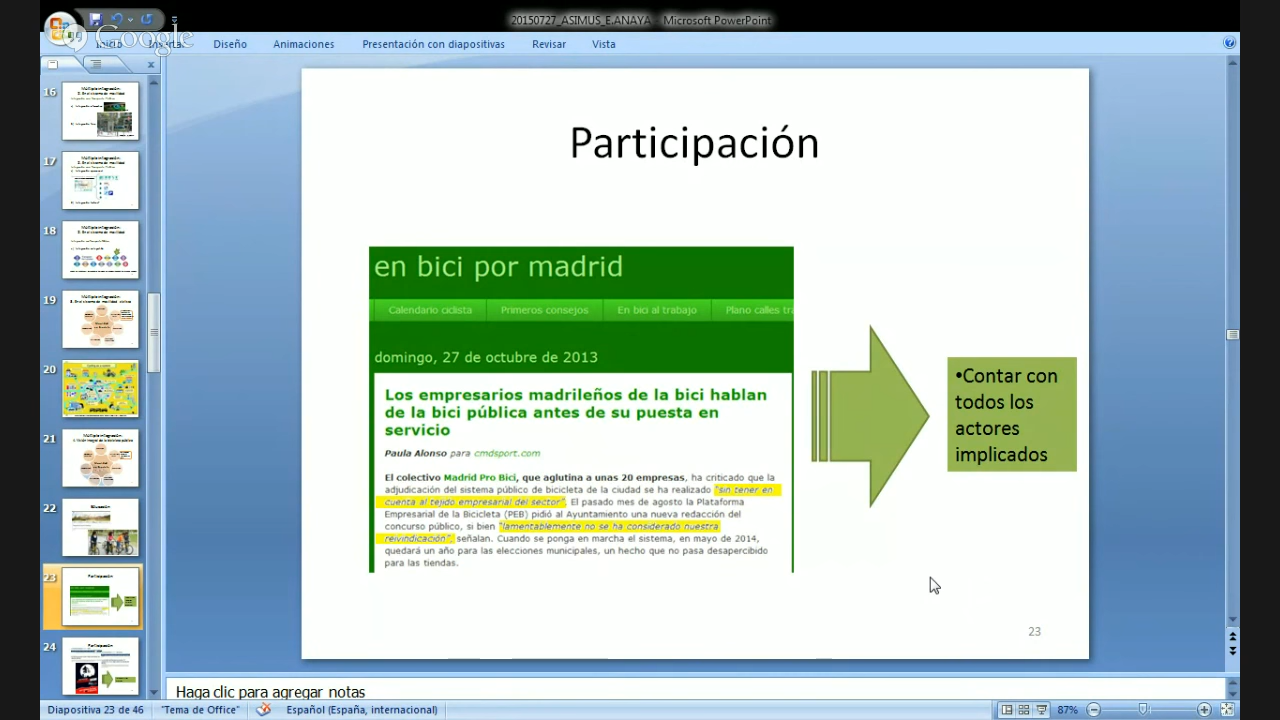 20150727_ASIMUS_E.ANAYA - Microsoft PowerPoint
Google
Inicio
Insertar
Diseño
Animaciones
Presentación con diapositivas
Revisar
Vista
16
17
18
19
20
21
22
23
24
Participación
en bici por madrid
Calendario ciclista
Primeros consejos
En bici al trabajo
Plano calles tra
domingo, 27 de octubre de 2013
Los empresarios madrileños de la bici hablan
de la bici pública antes de su puesta en
servicio
Paula Alonso para cmdsport.com
El colectivo Madrid Pro Bici, que aglutina a unas 20 empresas, ha criticado que la
adjudicación del sistema público de bicicleta de la ciudad se ha realizado "sin tener en
cuenta al tejido empresarial del sector". El pasado mes de agosto la Plataforma
Empresarial de la Bicicleta (PEB) pidió al Ayuntamiento una nueva redacción del
concurso público, si bien "lamentablemente no se ha considerado nuestra
reivindicación", señalan. Cuando se ponga en marcha el sistema, en mayo de 2014,
quedará un año para las elecciones municipales, un hecho que no pasa desapercibido
para las tiendas.
•Contar con
todos los
actores
implicados
23
Haga clic para agregar notas
Diapositiva 23 de 46
"Tema de Office"
Español (España, internacional)
87%